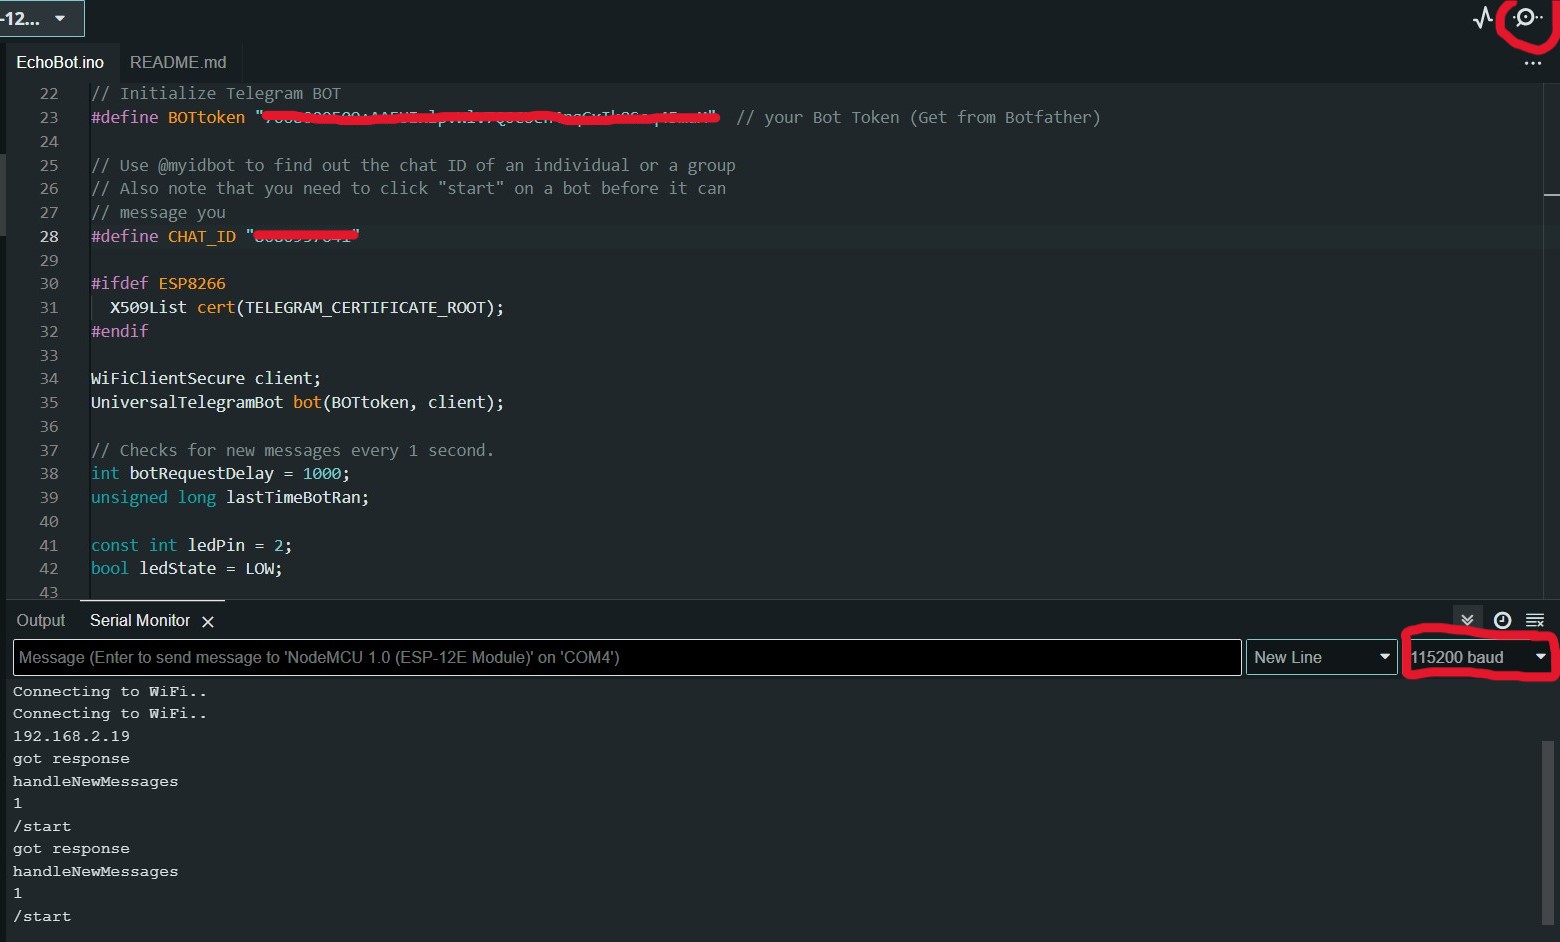 -12...
EchoBot.ino README.md
22 // Initialize Telegram BOT
23 #define BOTtoken " " // your Bot Token (Get from Botfather)
24
25 // Use @myidbot to find out the chat ID of an individual or a group
26 // Also note that you need to click "start" on a bot before it can
27 // message you
28 #define CHAT_ID " "
29
30 #ifdef ESP8266
31 X509List cert(TELEGRAM_CERTIFICATE_ROOT);
32 #endif
33
34 WiFiClientSecure client;
35 UniversalTelegramBot bot(BOTtoken, client);
36
37 // Checks for new messages every 1 second.
38 int botRequestDelay = 1000;
39 unsigned long lastTimeBotRan;
40
41 const int ledPin = 2;
42 bool ledState = LOW;
43
Output Serial Monitor
Message (Enter to send message to 'NodeMCU 1.0 (ESP-12E Module)' on 'COM4') New Line 115200 baud
Connecting to WiFi..
Connecting to WiFi..
192.168.2.19
got response
handleNewMessages
1
/start
got response
handleNewMessages
1
/start